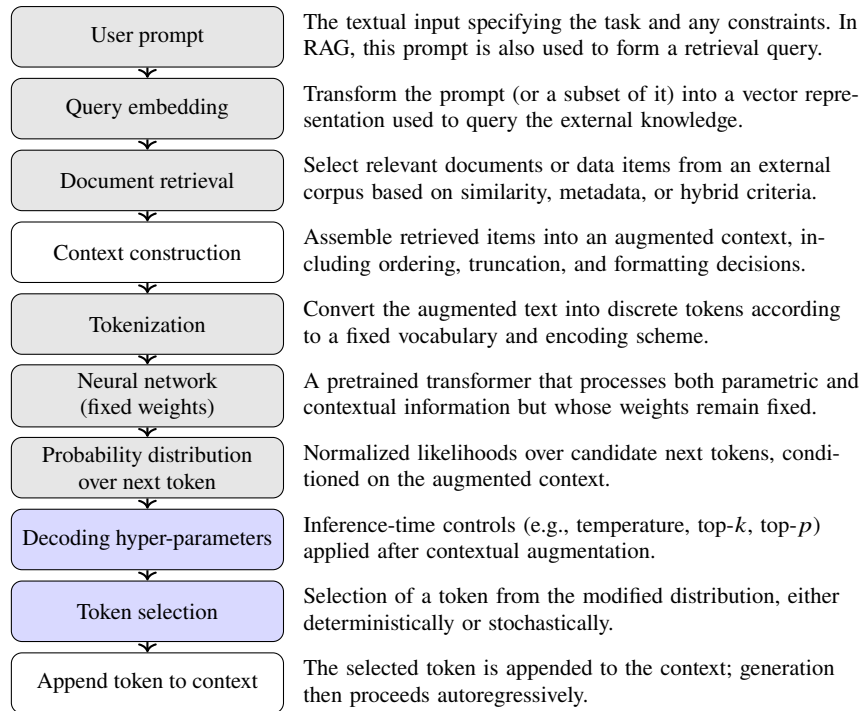 User prompt
The textual input specifying the task and any constraints. In
RAG, this prompt is also used to form a retrieval query.
Query embedding
Transform the prompt (or a subset of it) into a vector repre-
sentation used to query the external knowledge.
Document retrieval
Select relevant documents or data items from an external
corpus based on similarity, metadata, or hybrid criteria.
Context construction
Assemble retrieved items into an augmented context, in-
cluding ordering, truncation, and formatting decisions.
Tokenization
Convert the augmented text into discrete tokens according
to a fixed vocabulary and encoding scheme.
Neural network
(fixed weights)
A pretrained transformer that processes both parametric and
contextual information but whose weights remain fixed.
Probability distribution
over next token
Normalized likelihoods over candidate next tokens, condi-
tioned on the augmented context.
Decoding hyper-parameters
Inference-time controls (e.g., temperature, top-k, top-p)
applied after contextual augmentation.
Token selection
Selection of a token from the modified distribution, either
deterministically or stochastically.
Append token to context
The selected token is appended to the context; generation
then proceeds autoregressively.